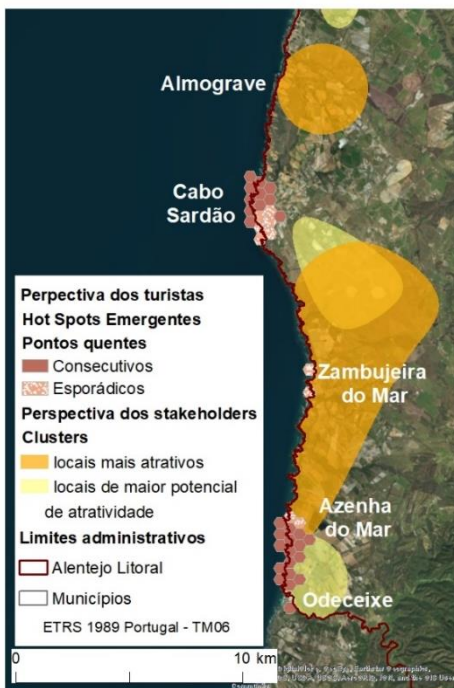 Almograve
Cabo
Sardão
Perpectiva dos turistas
Hot Spots Emergentes
Pontos quentes
Consecutivos
Esporádicos
Perspectiva dos stakeholders
Clusters
locais mais atrativos
locais de maior potencial
de atratividade
Limites administrativos
Alentejo Litoral
Municípios
ETRS 1989 Portugal - TM06
Zambujeira
do Mar
Azenha
do Mar
Odeceixe
0
10 km